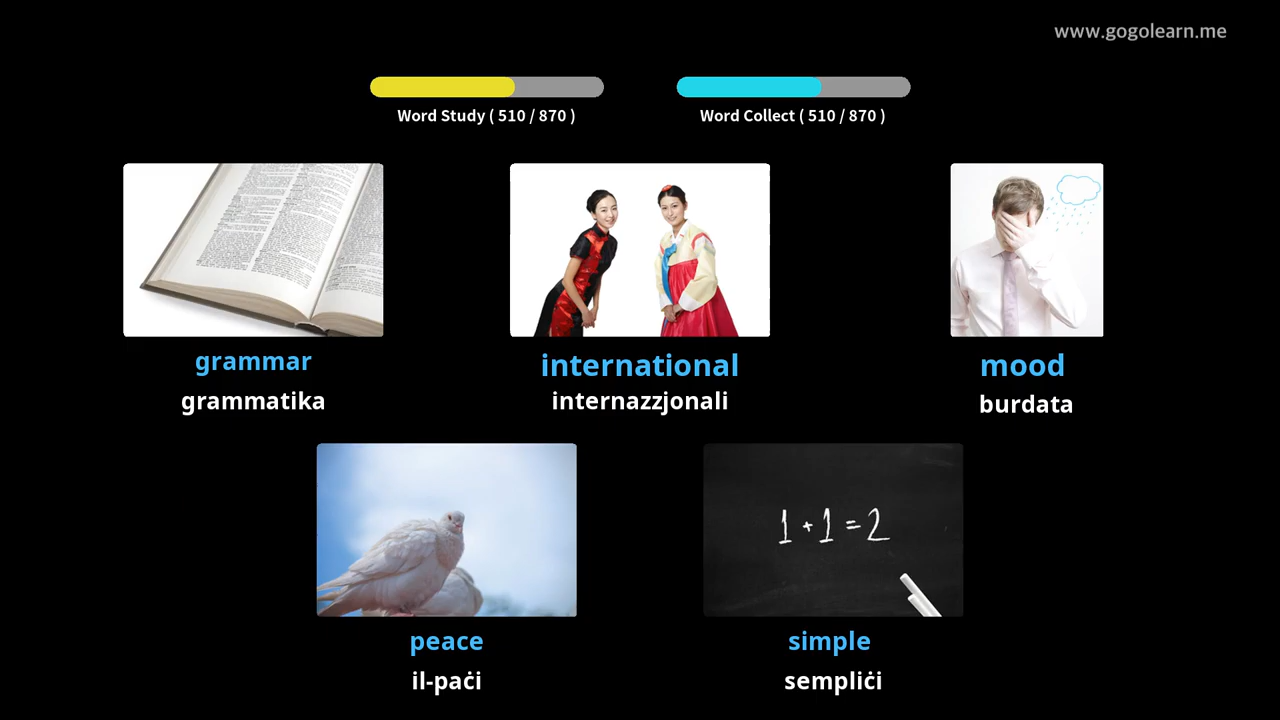 www.gogolearn.me
Word Study ( 510 / 870 )
Word Collect ( 510 / 870 )
grammar
grammatika
international
internazzjonali
mood
burdata
1 + 1 = 2
peace
il-paċi
simple
sempliċi